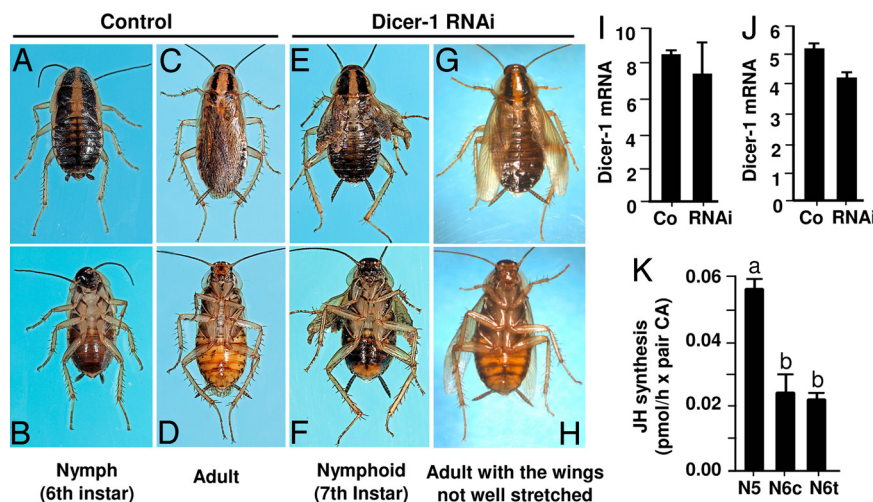 Control
Dicer-1 RNAi
A
C
E
G
B
D
F
H
Nymph
(6th instar)
Adult
Nymphoid
(7th Instar)
Adult with the wings
not well stretched
I
Dicer-1 mRNA
10
8
6
4
2
0
Co RNAi
J
Dicer-1 mRNA
6
5
4
3
2
1
0
Co RNAi
K
JH synthesis
(pmol/h x pair CA)
0.06
0.04
0.02
0.00
a
b
b
N5 N6c N6t